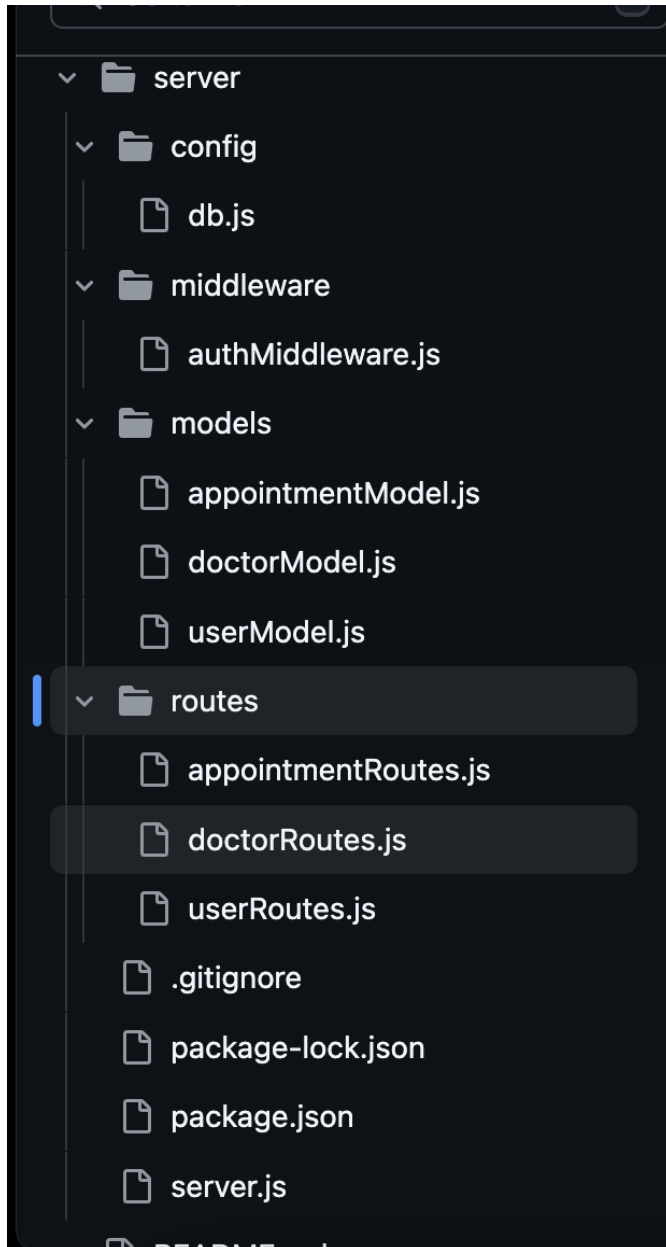 server
config
db.js
middleware
authMiddleware.js
models
appointmentModel.js
doctorModel.js
userModel.js
routes
appointmentRoutes.js
doctorRoutes.js
userRoutes.js
.gitignore
package-lock.json
package.json
server.js